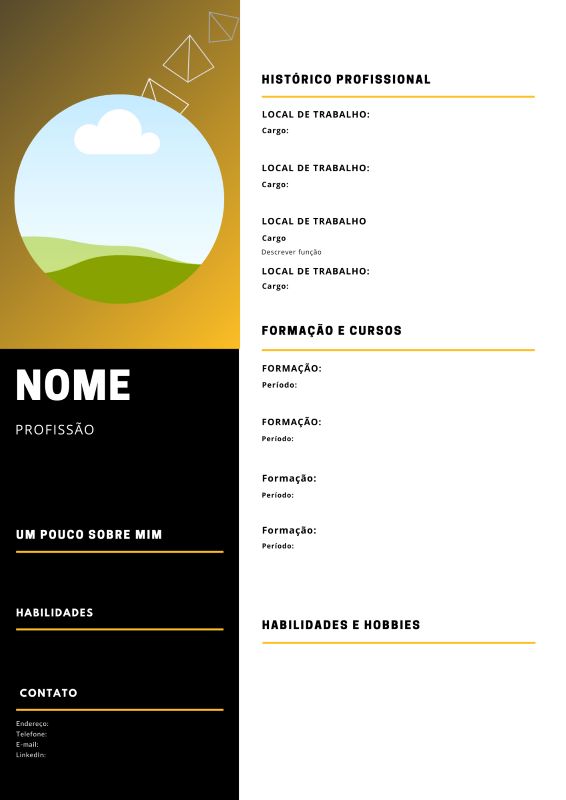 NOME
PROFISSÃO
UM POUCO SOBRE MIM
HABILIDADES
CONTATO
Endereço:
Telefone:
E-mail:
LinkedIn:
HISTÓRICO PROFISSIONAL
LOCAL DE TRABALHO:
Cargo:
LOCAL DE TRABALHO:
Cargo:
LOCAL DE TRABALHO
Cargo
Descrever função
LOCAL DE TRABALHO:
Cargo:
FORMAÇÃO E CURSOS
FORMAÇÃO:
Período:
FORMAÇÃO:
Período:
Formação:
Período:
Formação:
Período:
HABILIDADES E HOBBIES